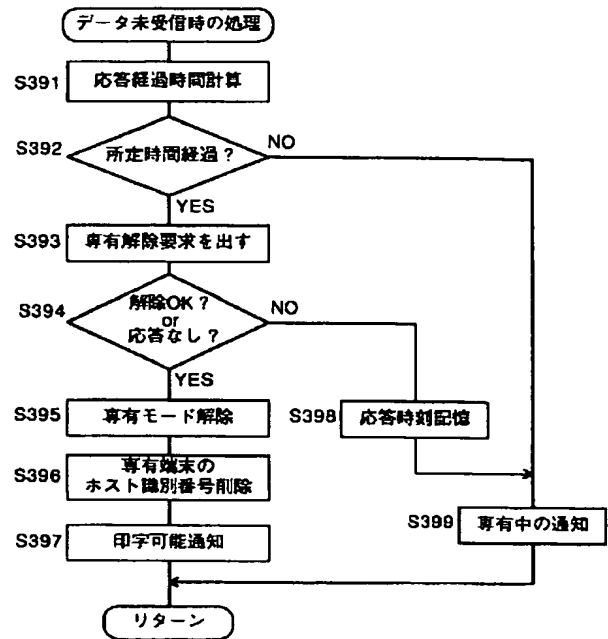 データ未受信時の処理
S391
応答経過時間計算
S392
所定時間経過？
NO
YES
S393
専有解除要求を出す
S394
解除OK？
or
応答なし？
NO
YES
S395
専有モード解除
S398
応答時刻記憶
S396
専有端末の
ホスト識別番号削除
S397
印字可能通知
S399
専有中の通知
リターン